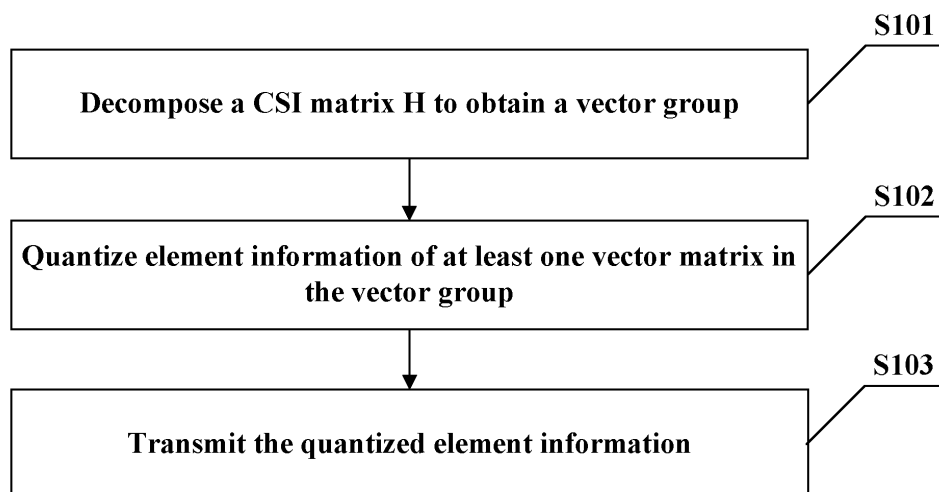 S101
Decompose a CSI matrix H to obtain a vector group
S102
Quantize element information of at least one vector matrix in
the vector group
S103
Transmit the quantized element information